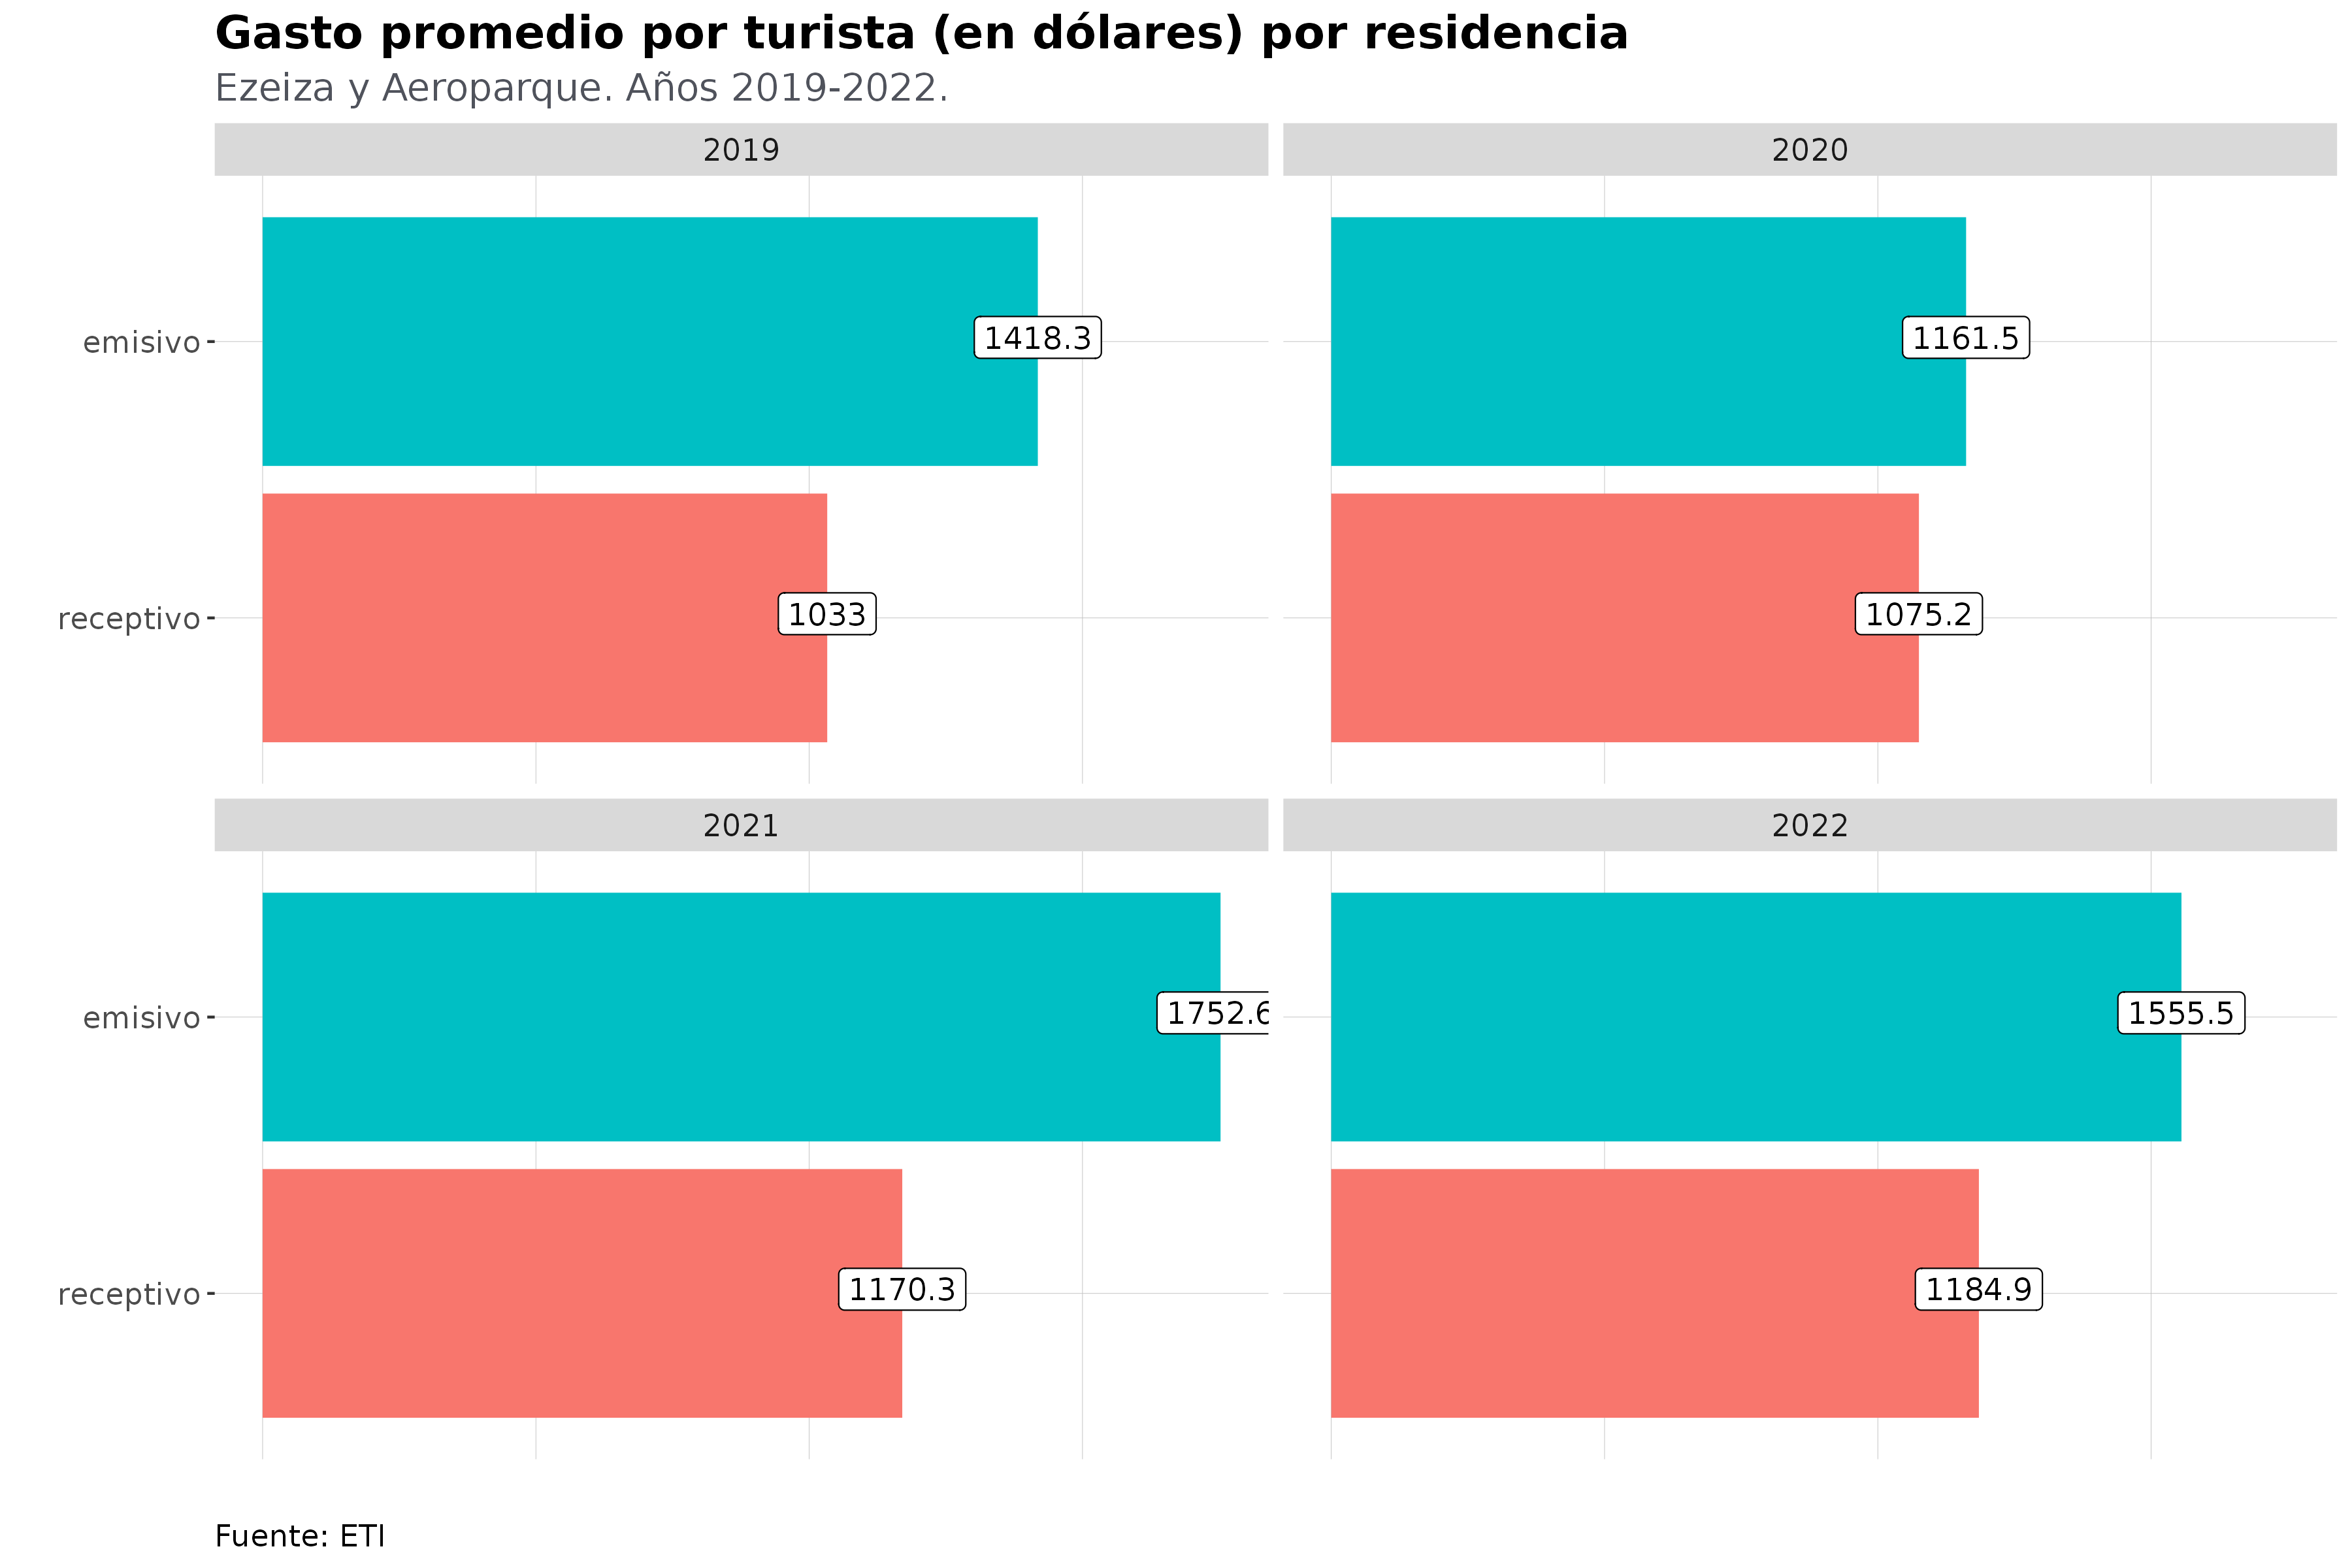 Gasto promedio por turista (en dólares) por residencia
Ezeiza y Aeroparque. Años 2019-2022.
2019
2020
emisivo
1418.3
1161.5
receptivo
1033
1075.2
2021
2022
emisivo
1752.6
1555.5
receptivo
1170.3
1184.9
Fuente: ETI